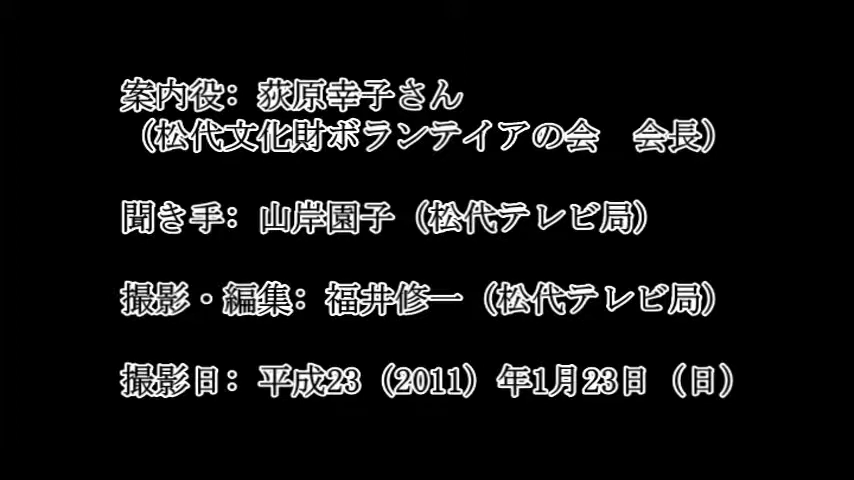 案内役：荻原幸子さん
（松代文化財ボランテイアの会　会長）
聞き手：山岸園子（松代テレビ局）
撮影・編集：福井修一（松代テレビ局）
撮影日：平成23（2011）年1月23日（日）